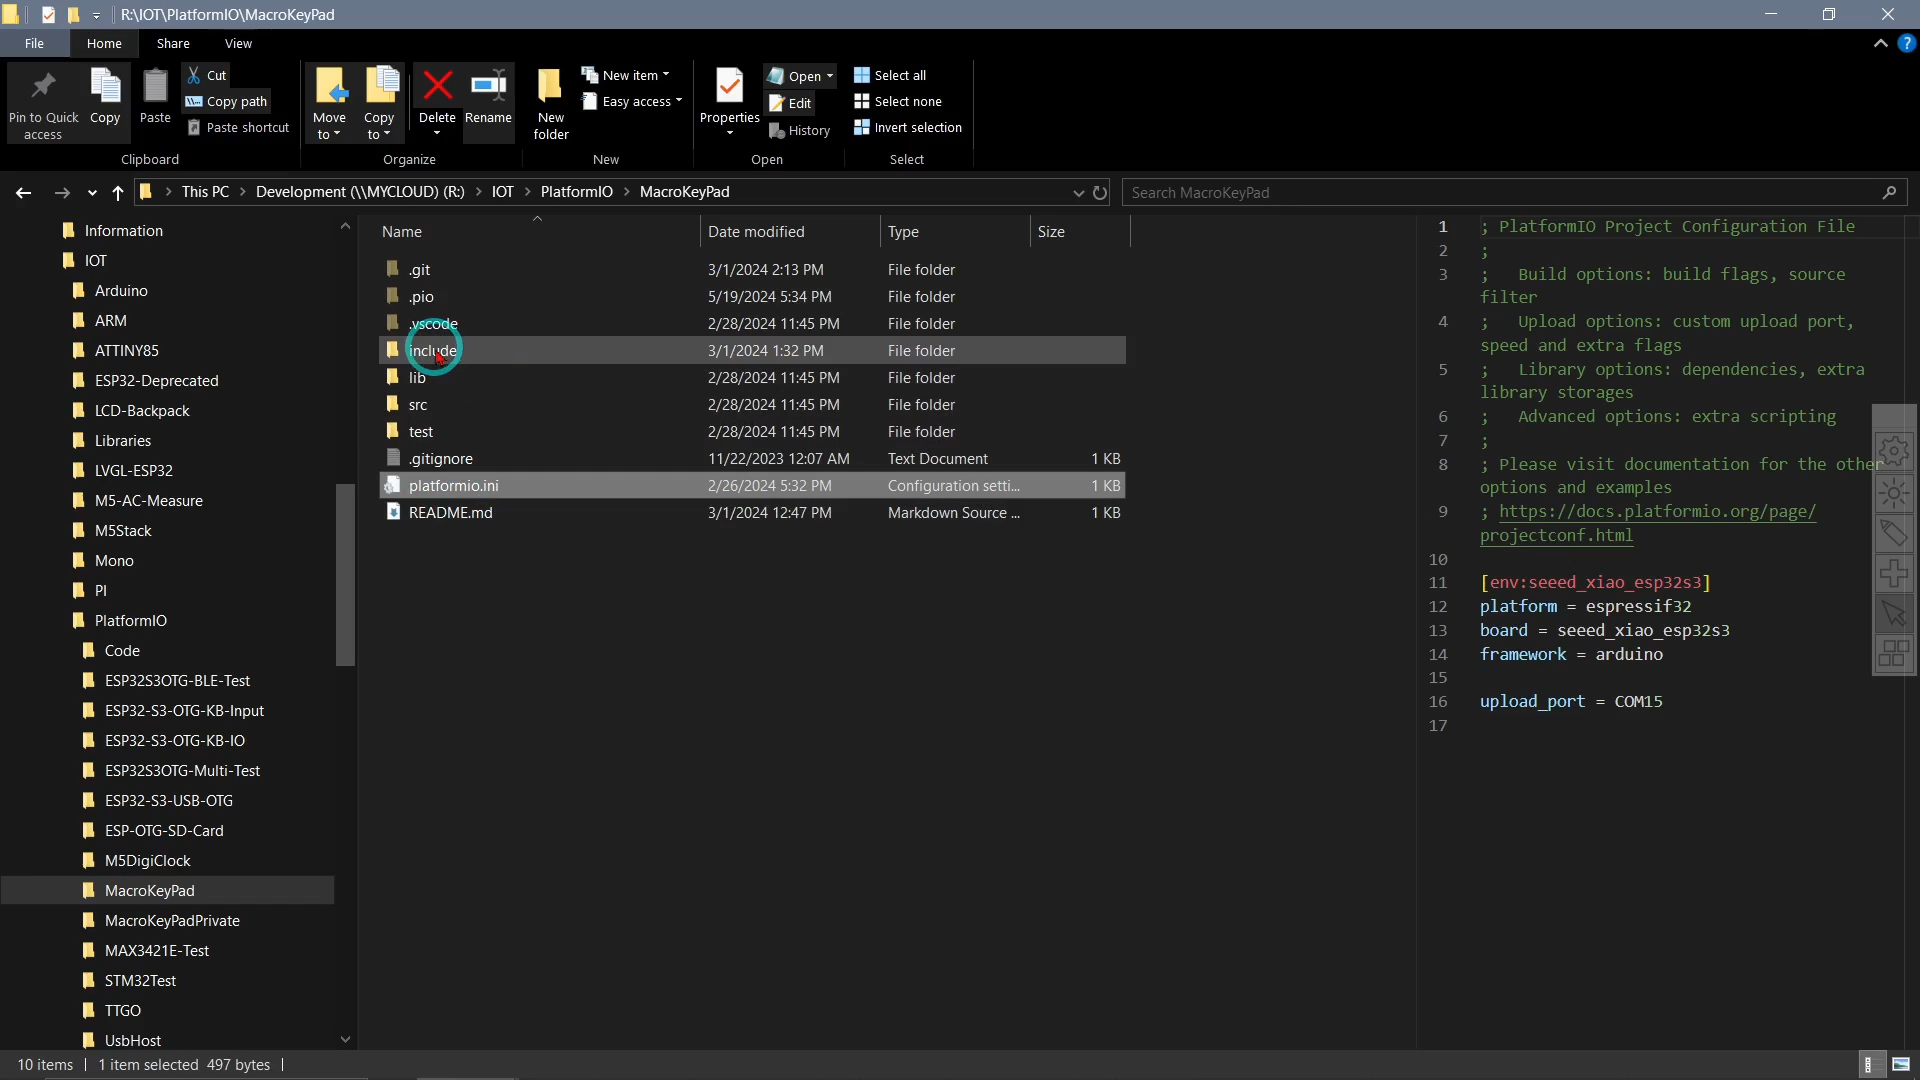 R:\IOT\PlatformIO\MacroKeyPad
File
Home
Share
View
Pin to Quick access
Copy
Paste
Cut
Copy path
Paste shortcut
Clipboard
Move to
Copy to
Delete
Rename
Organize
New folder
New item
Easy access
New
Properties
Open
Edit
History
Open
Select all
Select none
Invert selection
Select
This PC > Development (\\MYCLOUD) (R:) > IOT > PlatformIO > MacroKeyPad
Search MacroKeyPad
Information
IOT
Arduino
ARM
ATTINY85
ESP32-Deprecated
LCD-Backpack
Libraries
LVGL-ESP32
M5-AC-Measure
M5Stack
Mono
PI
PlatformIO
Code
ESP32S3OTG-BLE-Test
ESP32-S3-OTG-KB-Input
ESP32-S3-OTG-KB-IO
ESP32S3OTG-Multi-Test
ESP32-S3-USB-OTG
ESP-OTG-SD-Card
M5DigiClock
MacroKeyPad
MacroKeyPadPrivate
MAX3421E-Test
STM32Test
TTGO
UsbHost
Name Date modified Type Size
.git 3/1/2024 2:13 PM File folder
.pio 5/19/2024 5:34 PM File folder
.vscode 2/28/2024 11:45 PM File folder
include 3/1/2024 1:32 PM File folder
lib 2/28/2024 11:45 PM File folder
src 2/28/2024 11:45 PM File folder
test 2/28/2024 11:45 PM File folder
.gitignore 11/22/2023 12:07 AM Text Document 1 KB
platformio.ini 2/26/2024 5:32 PM Configuration setti... 1 KB
README.md 3/1/2024 12:47 PM Markdown Source ... 1 KB
1 ; PlatformIO Project Configuration File
2 ;
3 ; Build options: build flags, source
filter
4 ; Upload options: custom upload port,
speed and extra flags
5 ; Library options: dependencies, extra
library storages
6 ; Advanced options: extra scripting
7 ;
8 ; Please visit documentation for the other
options and examples
9 ; https://docs.platformio.org/page/
projectconf.html
10
11 [env:seeed_xiao_esp32s3]
12 platform = espressif32
13 board = seeed_xiao_esp32s3
14 framework = arduino
15
16 upload_port = COM15
17
10 items | 1 item selected 497 bytes |